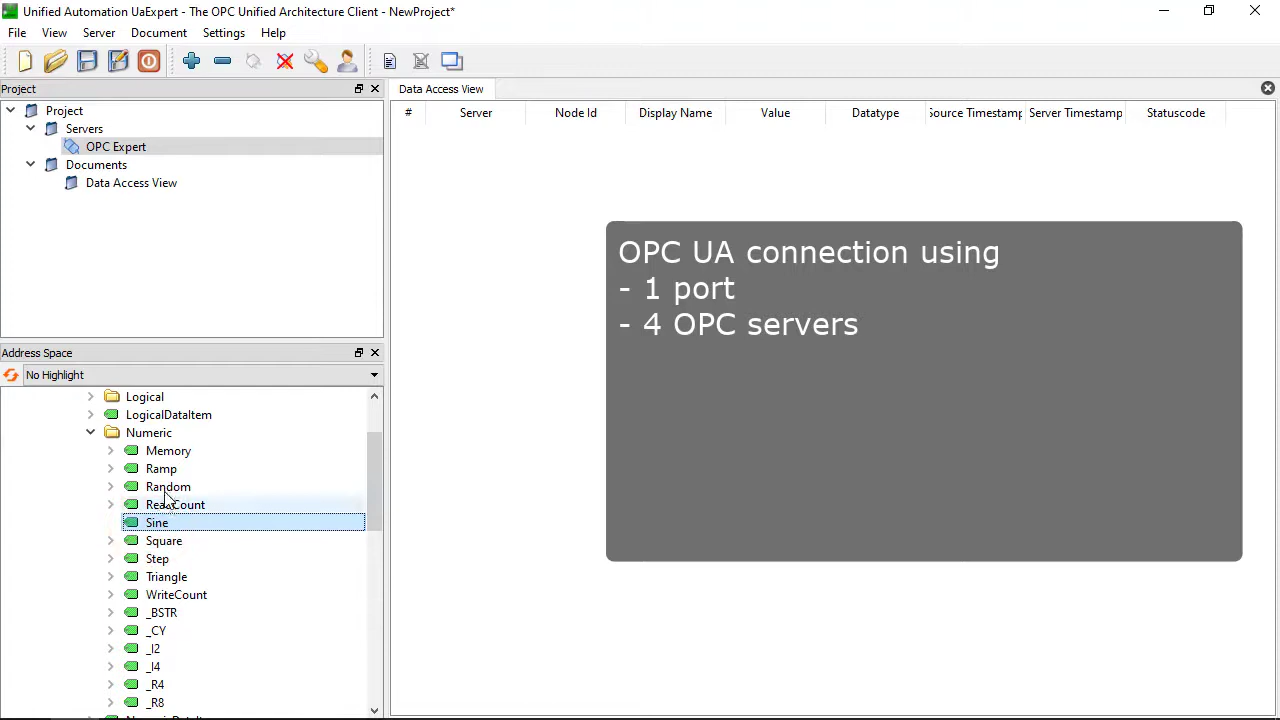 Unified Automation UaExpert - The OPC Unified Architecture Client - NewProject*
File View Server Document Settings Help
Project
Data Access View
Project
Servers
OPC Expert
Documents
Data Access View
# Server Node Id Display Name Value Datatype Source Timestamp Server Timestamp Statuscode
OPC UA connection using
- 1 port
- 4 OPC servers
Address Space
No Highlight
Logical
LogicalDataItem
Numeric
Memory
Ramp
Random
ReadCount
Sine
Square
Step
Triangle
WriteCount
_BSTR
_CY
_I2
_I4
_R4
_R8